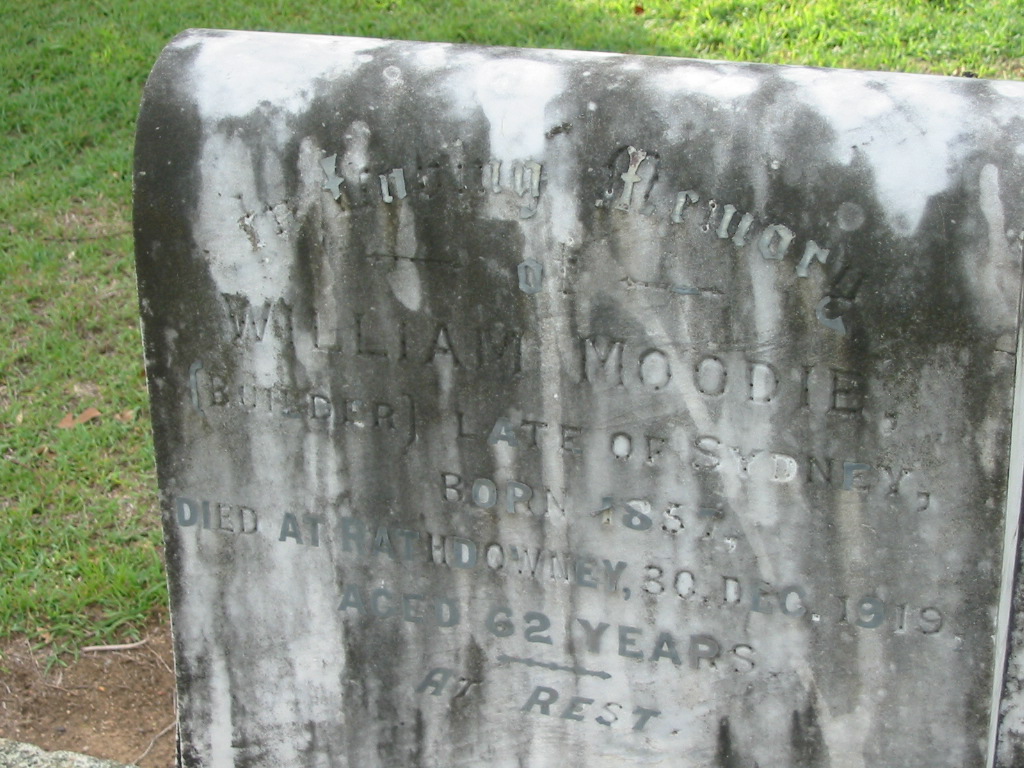 In Loving Memory
OF
WILLIAM MOODIE,
(BUILDER) LATE OF SYDNEY,
BORN 1857,
DIED AT RATHDOWNEY, 30. DEC. 1919.
AGED 62 YEARS
AT REST